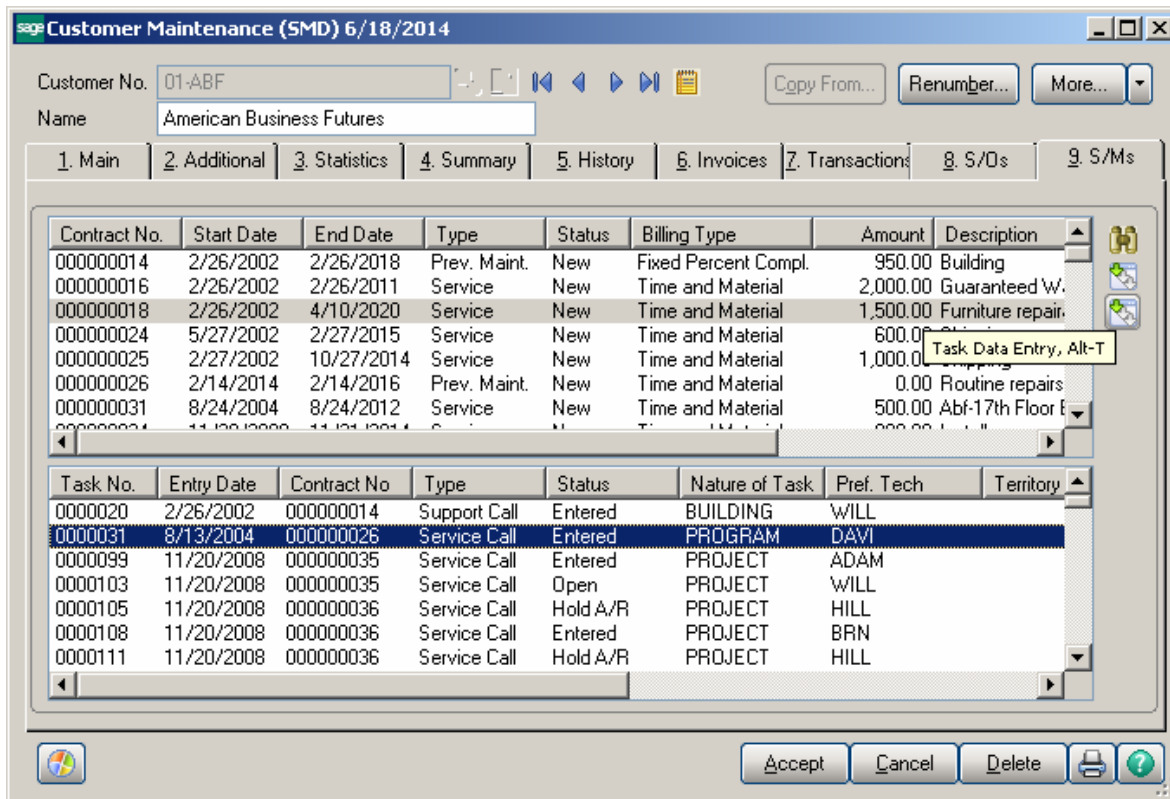 sage Customer Maintenance (SMD) 6/18/2014
Customer No. 01-ABF Copy From... Renumber... More...
Name American Business Futures
1. Main 2. Additional 3. Statistics 4. Summary 5. History 6. Invoices 7. Transactions 8. S/Os 9. S/Ms
Contract No. Start Date End Date Type Status Billing Type Amount Description
000000014 2/26/2002 2/26/2018 Prev. Maint. New Fixed Percent Compl. 950.00 Building
000000016 2/26/2002 2/26/2011 Service New Time and Material 2,000.00 Guaranteed W
000000018 2/26/2002 4/10/2020 Service New Time and Material 1,500.00 Furniture repair
000000024 5/27/2002 2/27/2015 Service New Time and Material 600.0
Task Data Entry, Alt-T
000000025 2/27/2002 10/27/2014 Service New Time and Material 1,000.0
000000026 2/14/2014 2/14/2016 Prev. Maint. New Time and Material 0.00 Routine repairs
000000031 8/24/2004 8/24/2012 Service New Time and Material 500.00 Abf-17th Floor
Task No. Entry Date Contract No Type Status Nature of Task Pref. Tech Territory
0000020 2/26/2002 000000014 Support Call Entered BUILDING WILL
0000031 8/13/2004 000000026 Service Call Entered PROGRAM DAVI
0000099 11/20/2008 000000035 Service Call Entered PROJECT ADAM
0000103 11/20/2008 000000035 Service Call Open PROJECT WILL
0000105 11/20/2008 000000036 Service Call Hold A/R PROJECT HILL
0000108 11/20/2008 000000036 Service Call Entered PROJECT BRN
0000111 11/20/2008 000000036 Service Call Hold A/R PROJECT HILL
Accept Cancel Delete